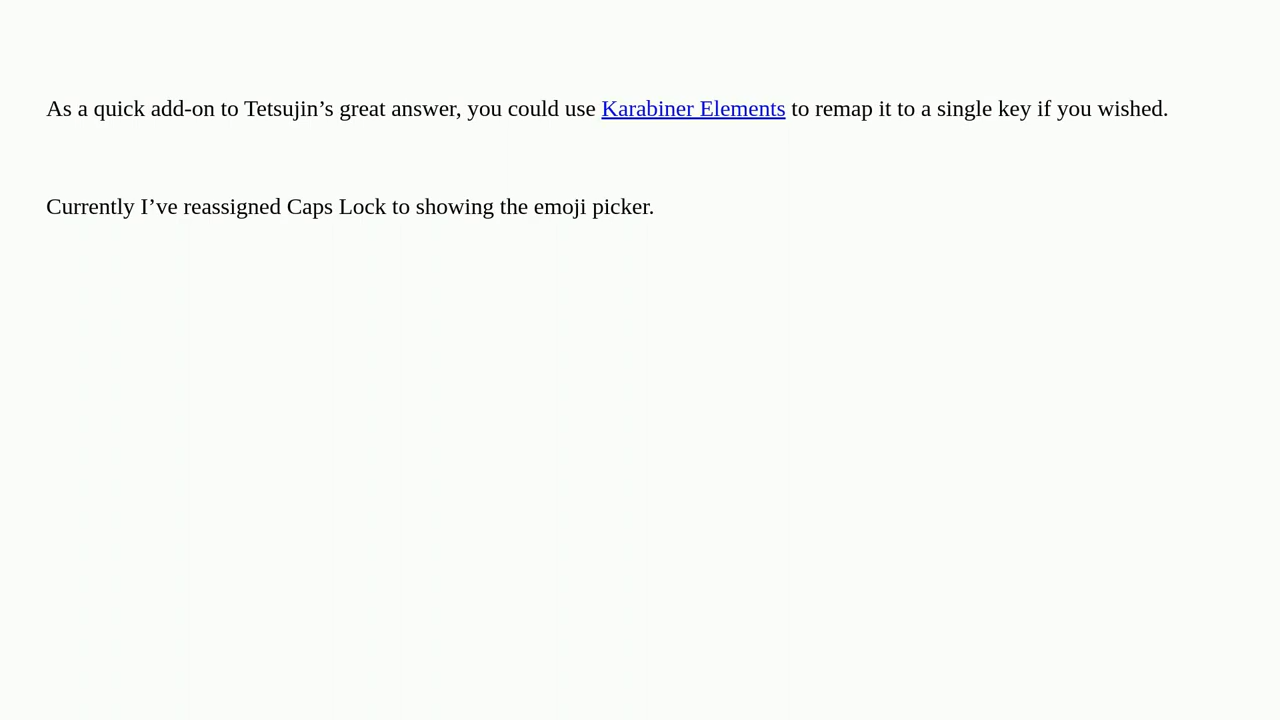 As a quick add-on to Tetsujin’s great answer, you could use Karabiner Elements to remap it to a single key if you wished.
Currently I’ve reassigned Caps Lock to showing the emoji picker.